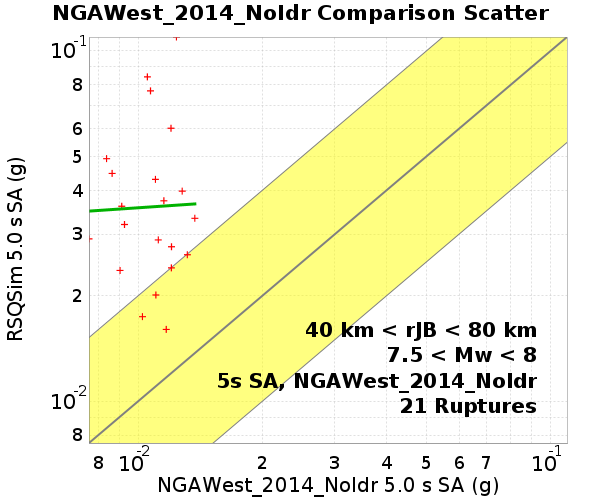 NGAWest_2014_NoIdr Comparison Scatter
10-1
8
6
5
4
3
2
10-2
8
RSQSim 5.0 s SA (g)
40 km < rJB < 80 km
7.5 < Mw < 8
5s SA, NGAWest_2014_NoIdr
21 Ruptures
8 10-2 2 3 4 5 6 7 8 10-1
NGAWest_2014_NoIdr 5.0 s SA (g)